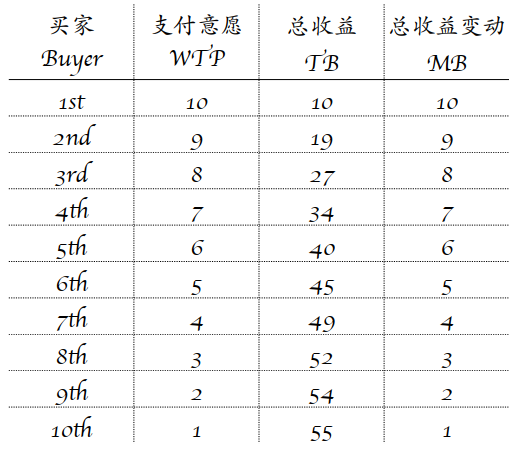 买家 支付意愿 总收益 总收益变动
Buyer WTP TB MB
1st 10 10 10
2nd 9 19 9
3rd 8 27 8
4th 7 34 7
5th 6 40 6
6th 5 45 5
7th 4 49 4
8th 3 52 3
9th 2 54 2
10th 1 55 1